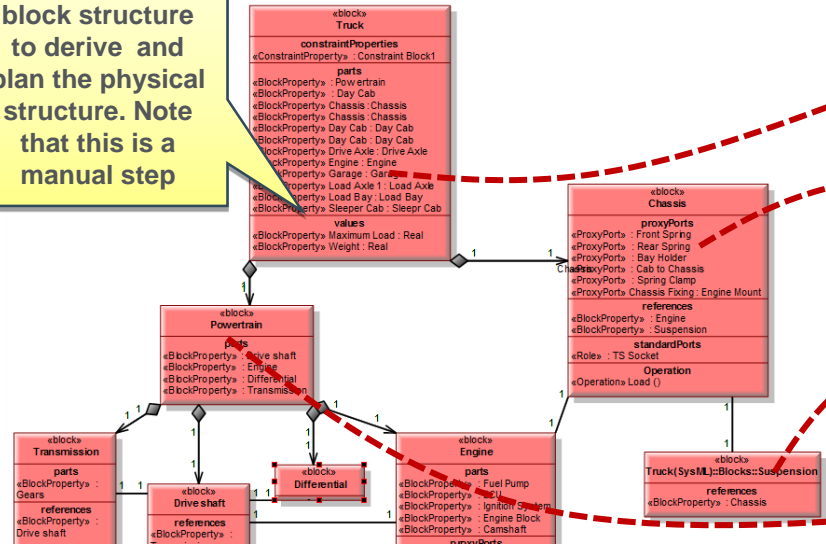 block structure
to derive and
plan the physical
structure. Note
that this is a
manual step
«block»
Truck
constraintProperties
«ConstraintProperty» : Constraint Block1
parts
«BlockProperty» : Powertrain
«BlockProperty» : Day Cab
«BlockProperty» Chassis : Chassis
«BlockProperty» Chassis : Chassis
«BlockProperty» Day Cab : Day Cab
«BlockProperty» Day Cab : Day Cab
«BlockProperty» Drive Axle : Drive Axle
«BlockProperty» Engine : Engine
Garage : Garage
Load Axle 1 : Load Axle
Load Bay : Load Bay
Sleeper Cab : Sleepr Cab
values
«BlockProperty» Maximum Load : Real
«BlockProperty» Weight : Real
1
1
1
«block»
Chassis
proxyPorts
«ProxyPort» : Front Spring
«ProxyPort» : Rear Spring
«ProxyPort» : Bay Holder
«ProxyPort» : Cab to Chassis
«ProxyPort» : Spring Clamp
«ProxyPort» Chassis Fixing : Engine Mount
references
«BlockProperty» : Engine
«BlockProperty» : Suspension
standardPorts
«Role» : TS Socket
Operation
«Operation» Load ()
«block»
Powertrain
parts
«BlockProperty» : Drive shaft
«BlockProperty» : Engine
«BlockProperty» : Differential
«BlockProperty» : Transmission
1
1
1
1
1
1
1
1
1
1
1
1
«block»
Transmission
parts
«BlockProperty» :
Gears
references
«BlockProperty» :
Drive shaft
1
1
«block»
Drive shaft
references
«BlockProperty» :
1
1
1
1
«block»
Differential
«block»
Engine
parts
«BlockProperty» : Fuel Pump
«BlockProperty» : ECU
«BlockProperty» : Ignition System
«BlockProperty» : Engine Block
«BlockProperty» : Camshaft
proxyPorts
«block»
Truck(SysML)::Blocks::Suspension
references
«BlockProperty» : Chassis